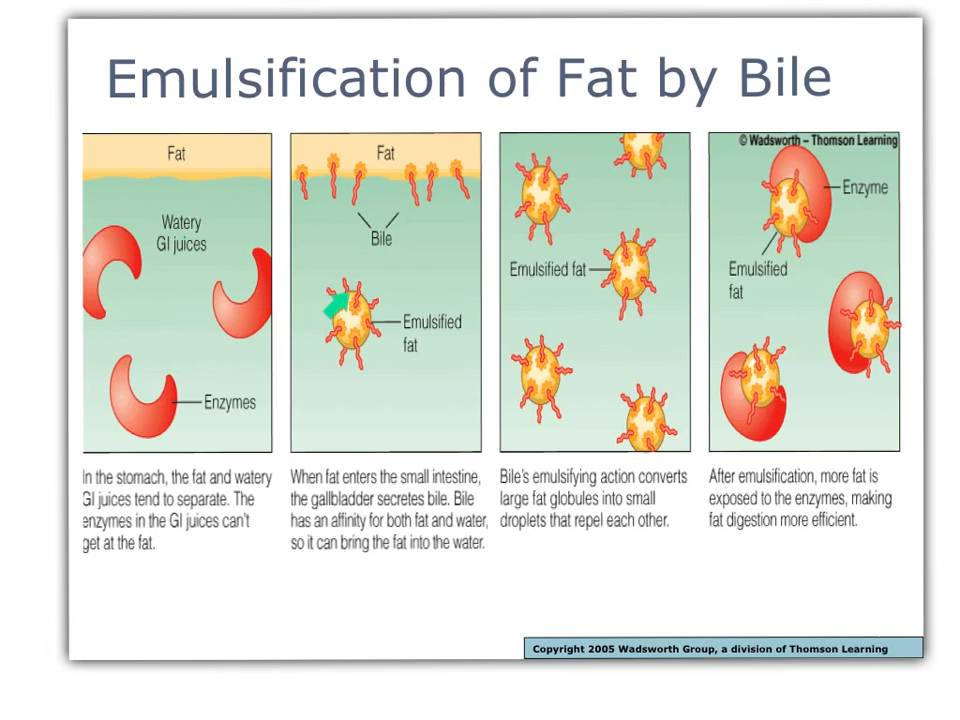 Emulsification of Fat by Bile
Fat
Watery
GI juices
Enzymes
In the stomach, the fat and watery
GI juices tend to separate. The
enzymes in the GI juices can't
get at the fat.
Fat
Bile
Emulsified
fat
When fat enters the small intestine,
the gallbladder secretes bile. Bile
has an affinity for both fat and water,
so it can bring the fat into the water.
Emulsified fat
Bile's emulsifying action converts
large fat globules into small
droplets that repel each other.
© Wadsworth – Thomson Learning
Enzyme
Emulsified
fat
After emulsification, more fat is
exposed to the enzymes, making
fat digestion more efficient.
Copyright 2005 Wadsworth Group, a division of Thomson Learning